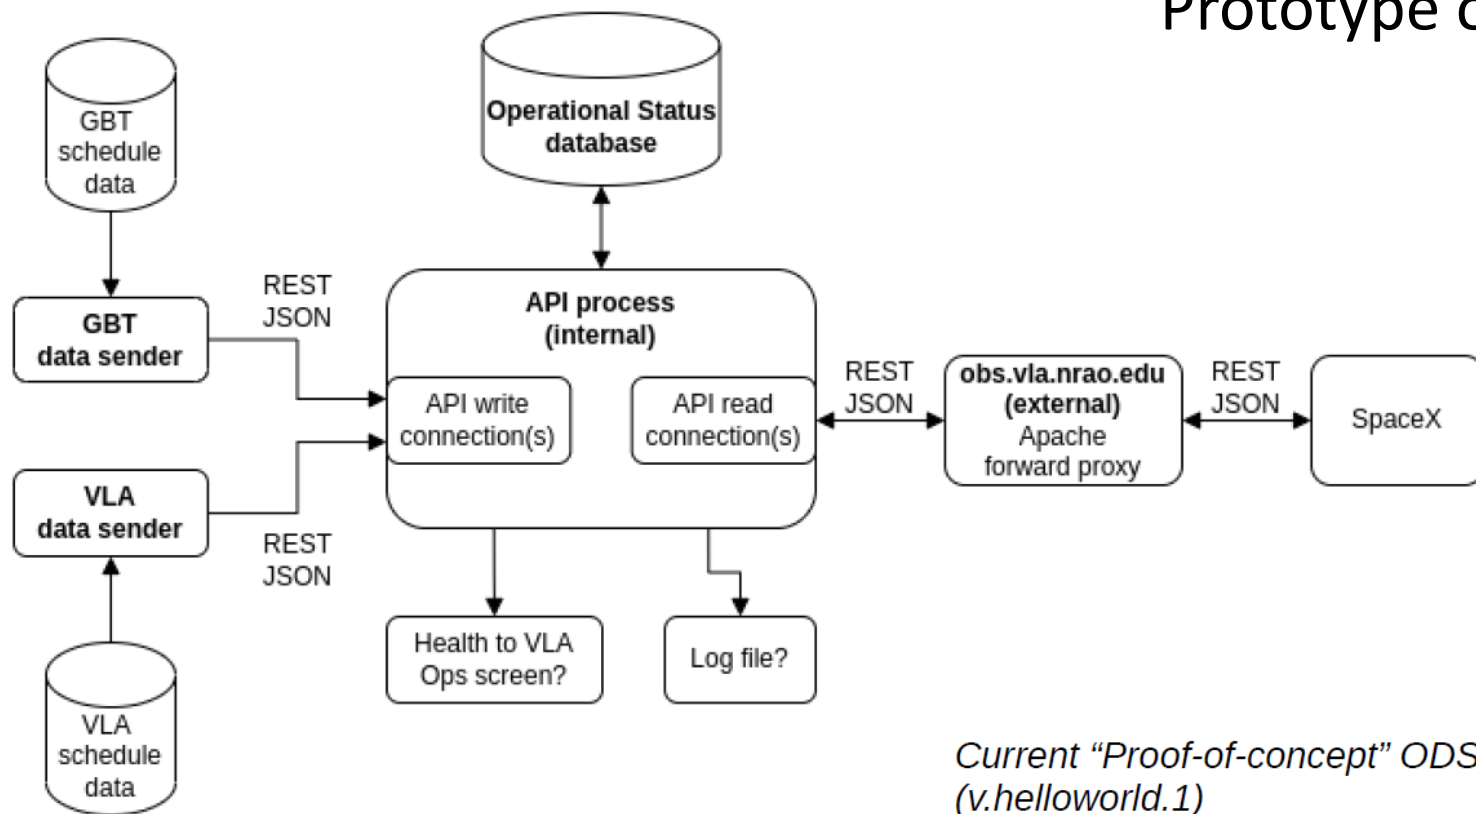 Prototype
GBT
schedule
data
Operational Status
database
REST
JSON
GBT
data sender
API process
(internal)
API write
connection(s)
API read
connection(s)
REST
JSON
obs.vla.nrao.edu
(external)
Apache
forward proxy
REST
JSON
SpaceX
VLA
data sender
REST
JSON
Health to VLA
Ops screen?
Log file?
VLA
schedule
data
Current “Proof-of-concept” ODS
(v.helloworld.1)